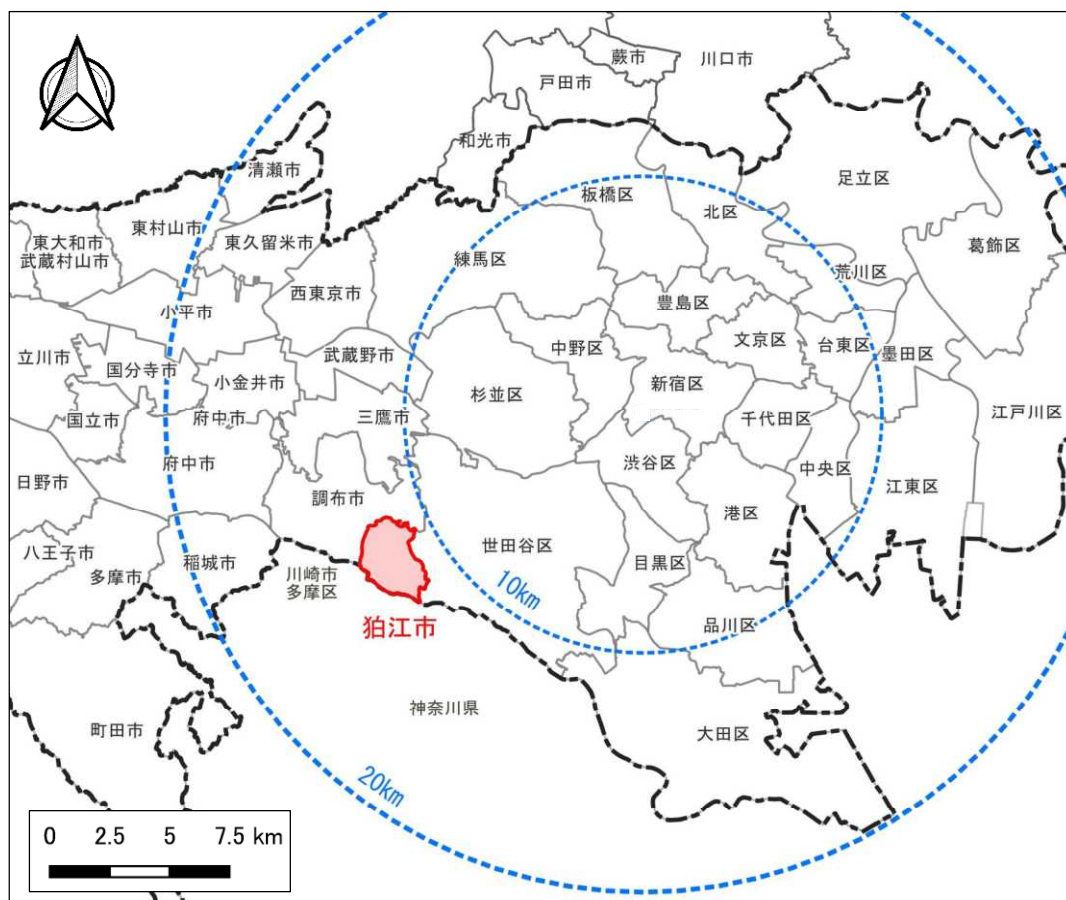 蕨市
川口市
戸田市
和光市
清瀬市
足立区
板橋区
北区
東村山市
東久留米市
東大和市
武蔵村山市
葛飾区
練馬区
荒川区
西東京市
豊島区
小平市
文京区
台東区
中野区
武蔵野市
墨田区
立川市
国分寺市
小金井市
新宿区
杉並区
江戸川区
国立市
府中市
三鷹市
千代田区
府中市
渋谷区
中央区
日野市
江東区
調布市
港区
八王子市
世田谷区
稲城市
目黒区
多摩市
川崎市
多摩区
10km
狛江市
品川区
神奈川県
町田市
大田区
20km
0 2.5 5 7.5 km